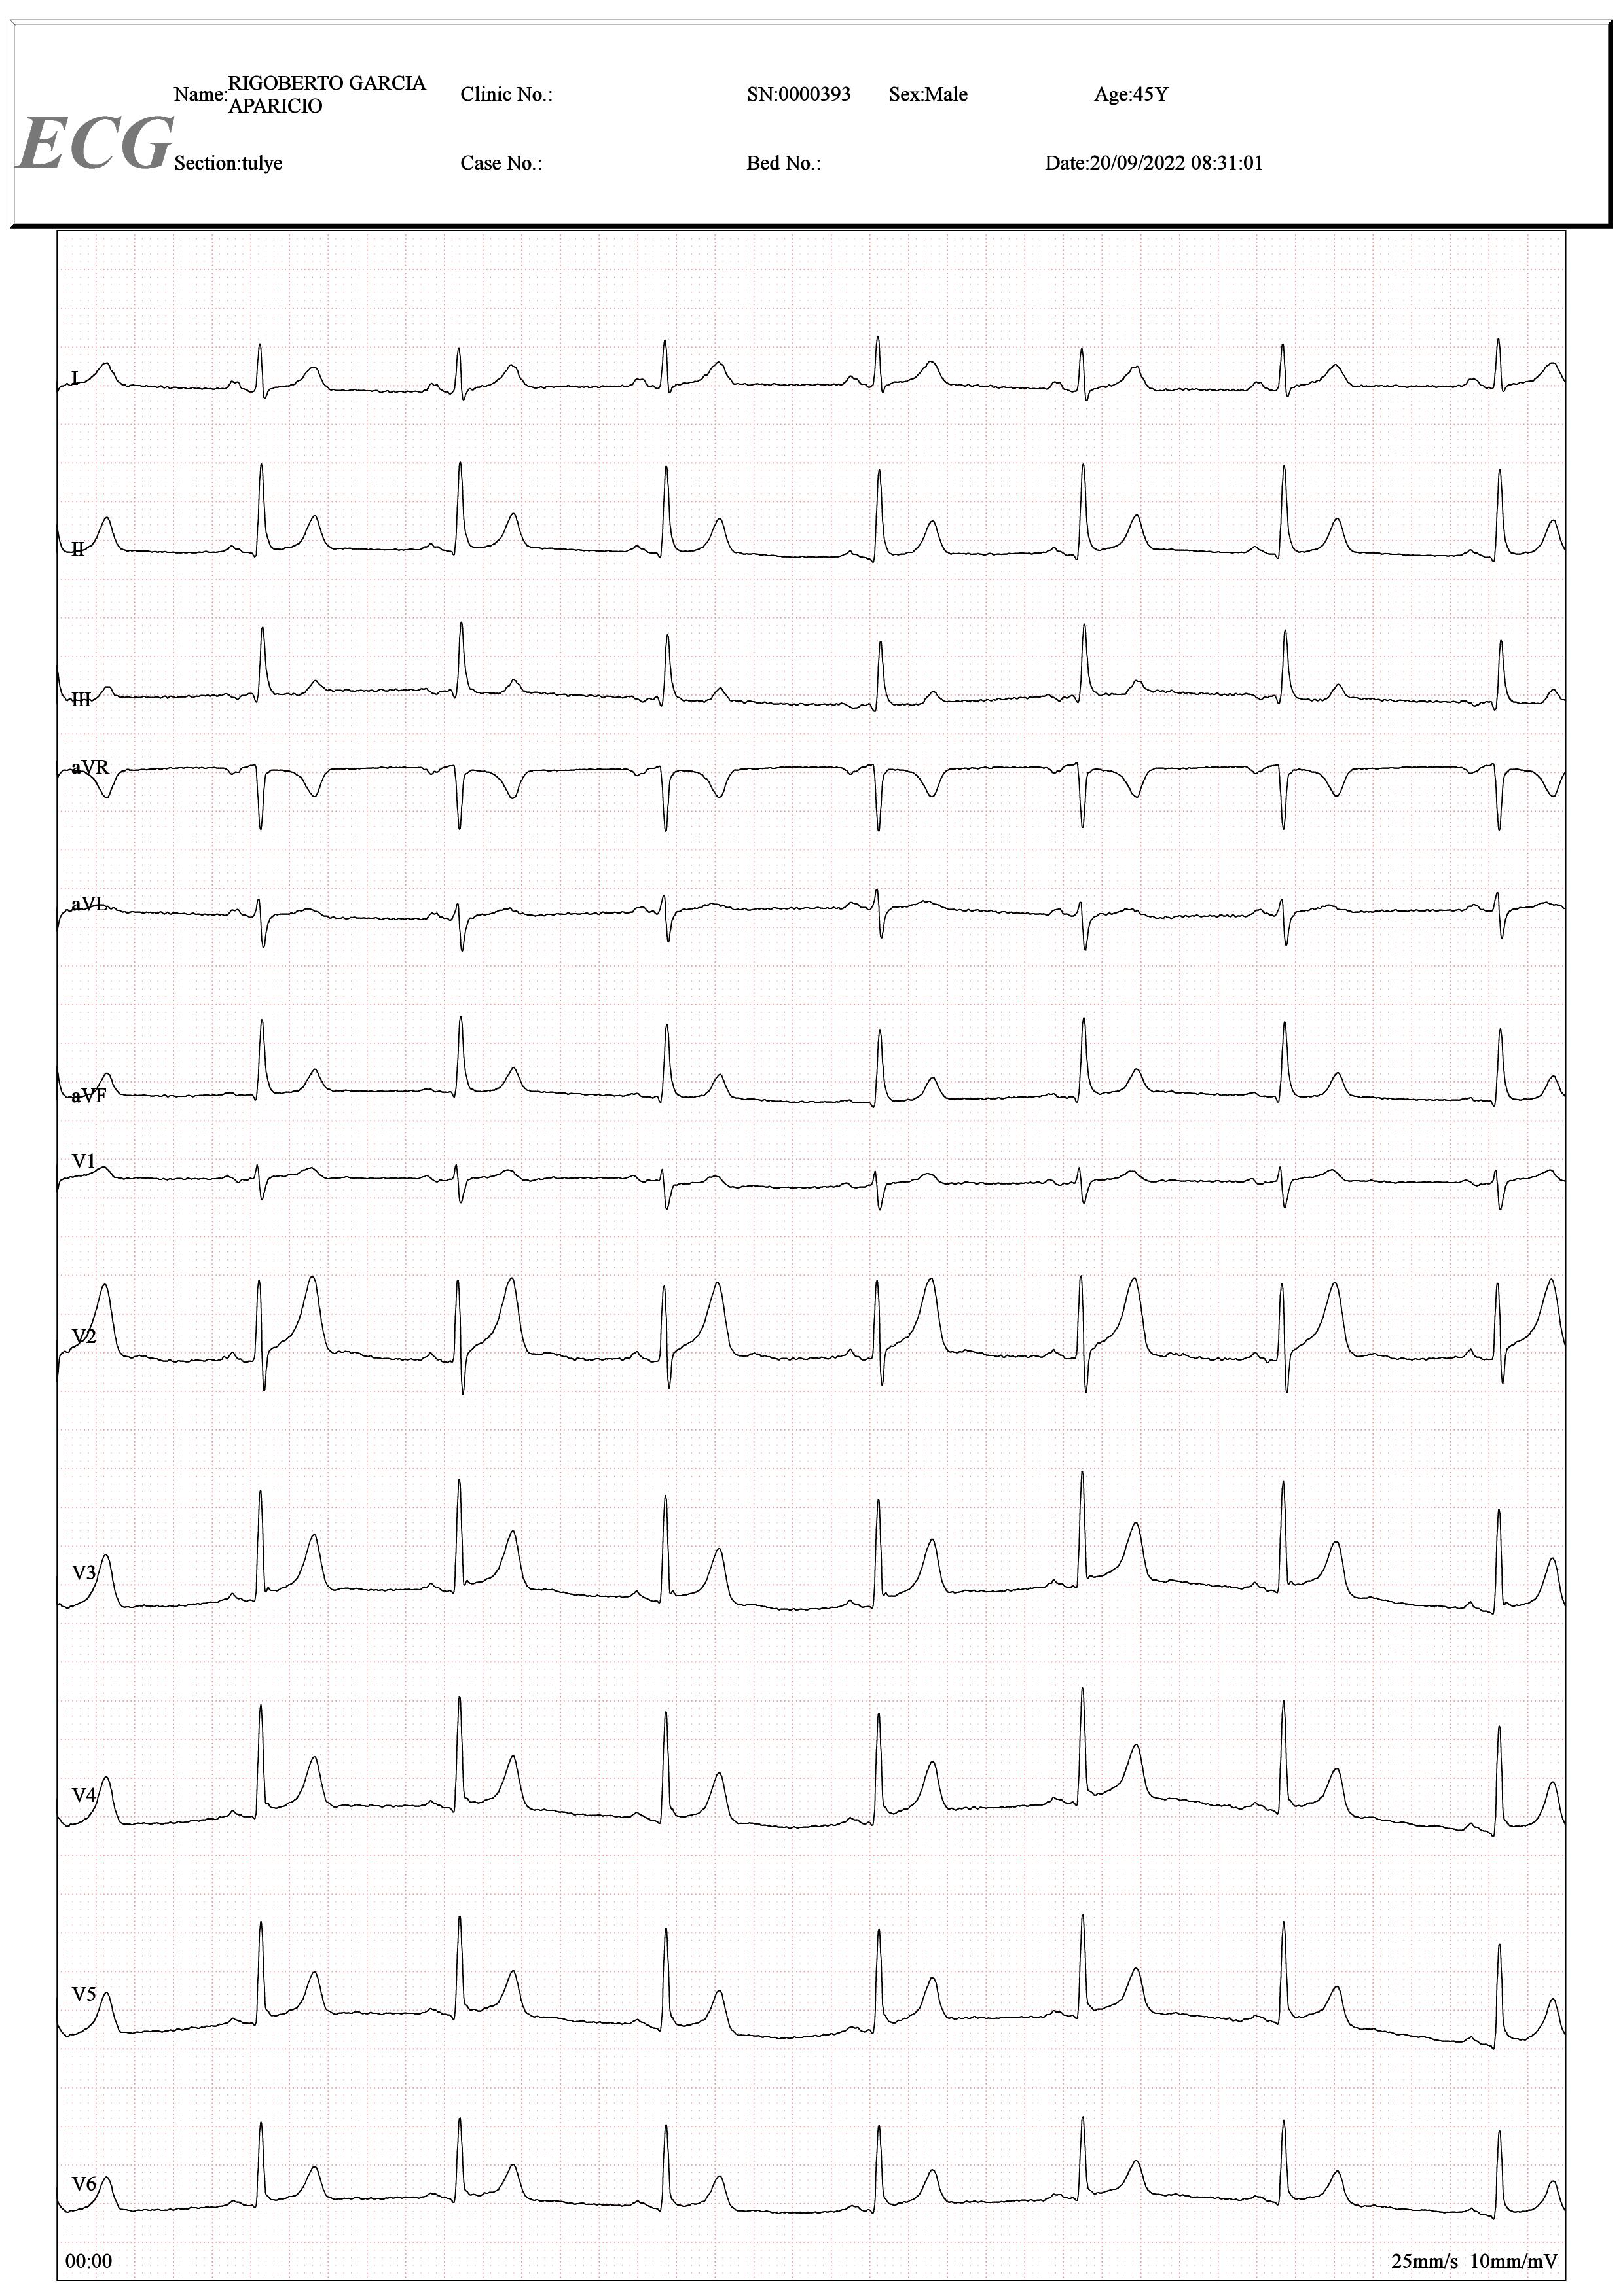 ECG
Name:RIGOBERTO GARCIA APARICIO Clinic No.: SN:0000393 Sex:Male Age:45Y
Section:tulye Case No.: Bed No.: Date:20/09/2022 08:31:01
I
II
III
aVR
aVL
aVF
V1
V2
V3
V4
V5
V6
00:00 25mm/s 10mm/mV